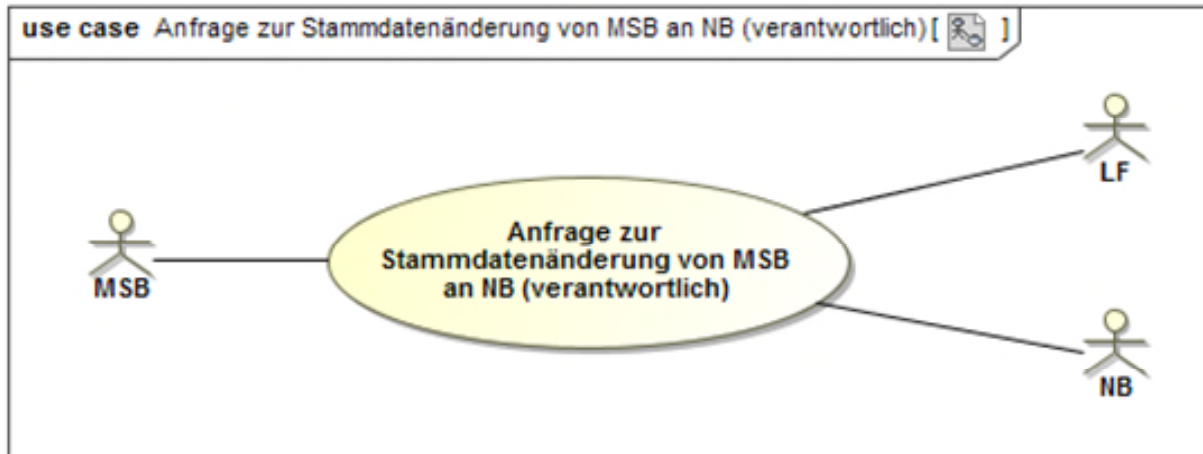 use case Anfrage zur Stammdatenänderung von MSB an NB (verantwortlich) [ ]
LF
Anfrage zur
Stammdatenänderung von MSB
an NB (verantwortlich)
MSB
NB